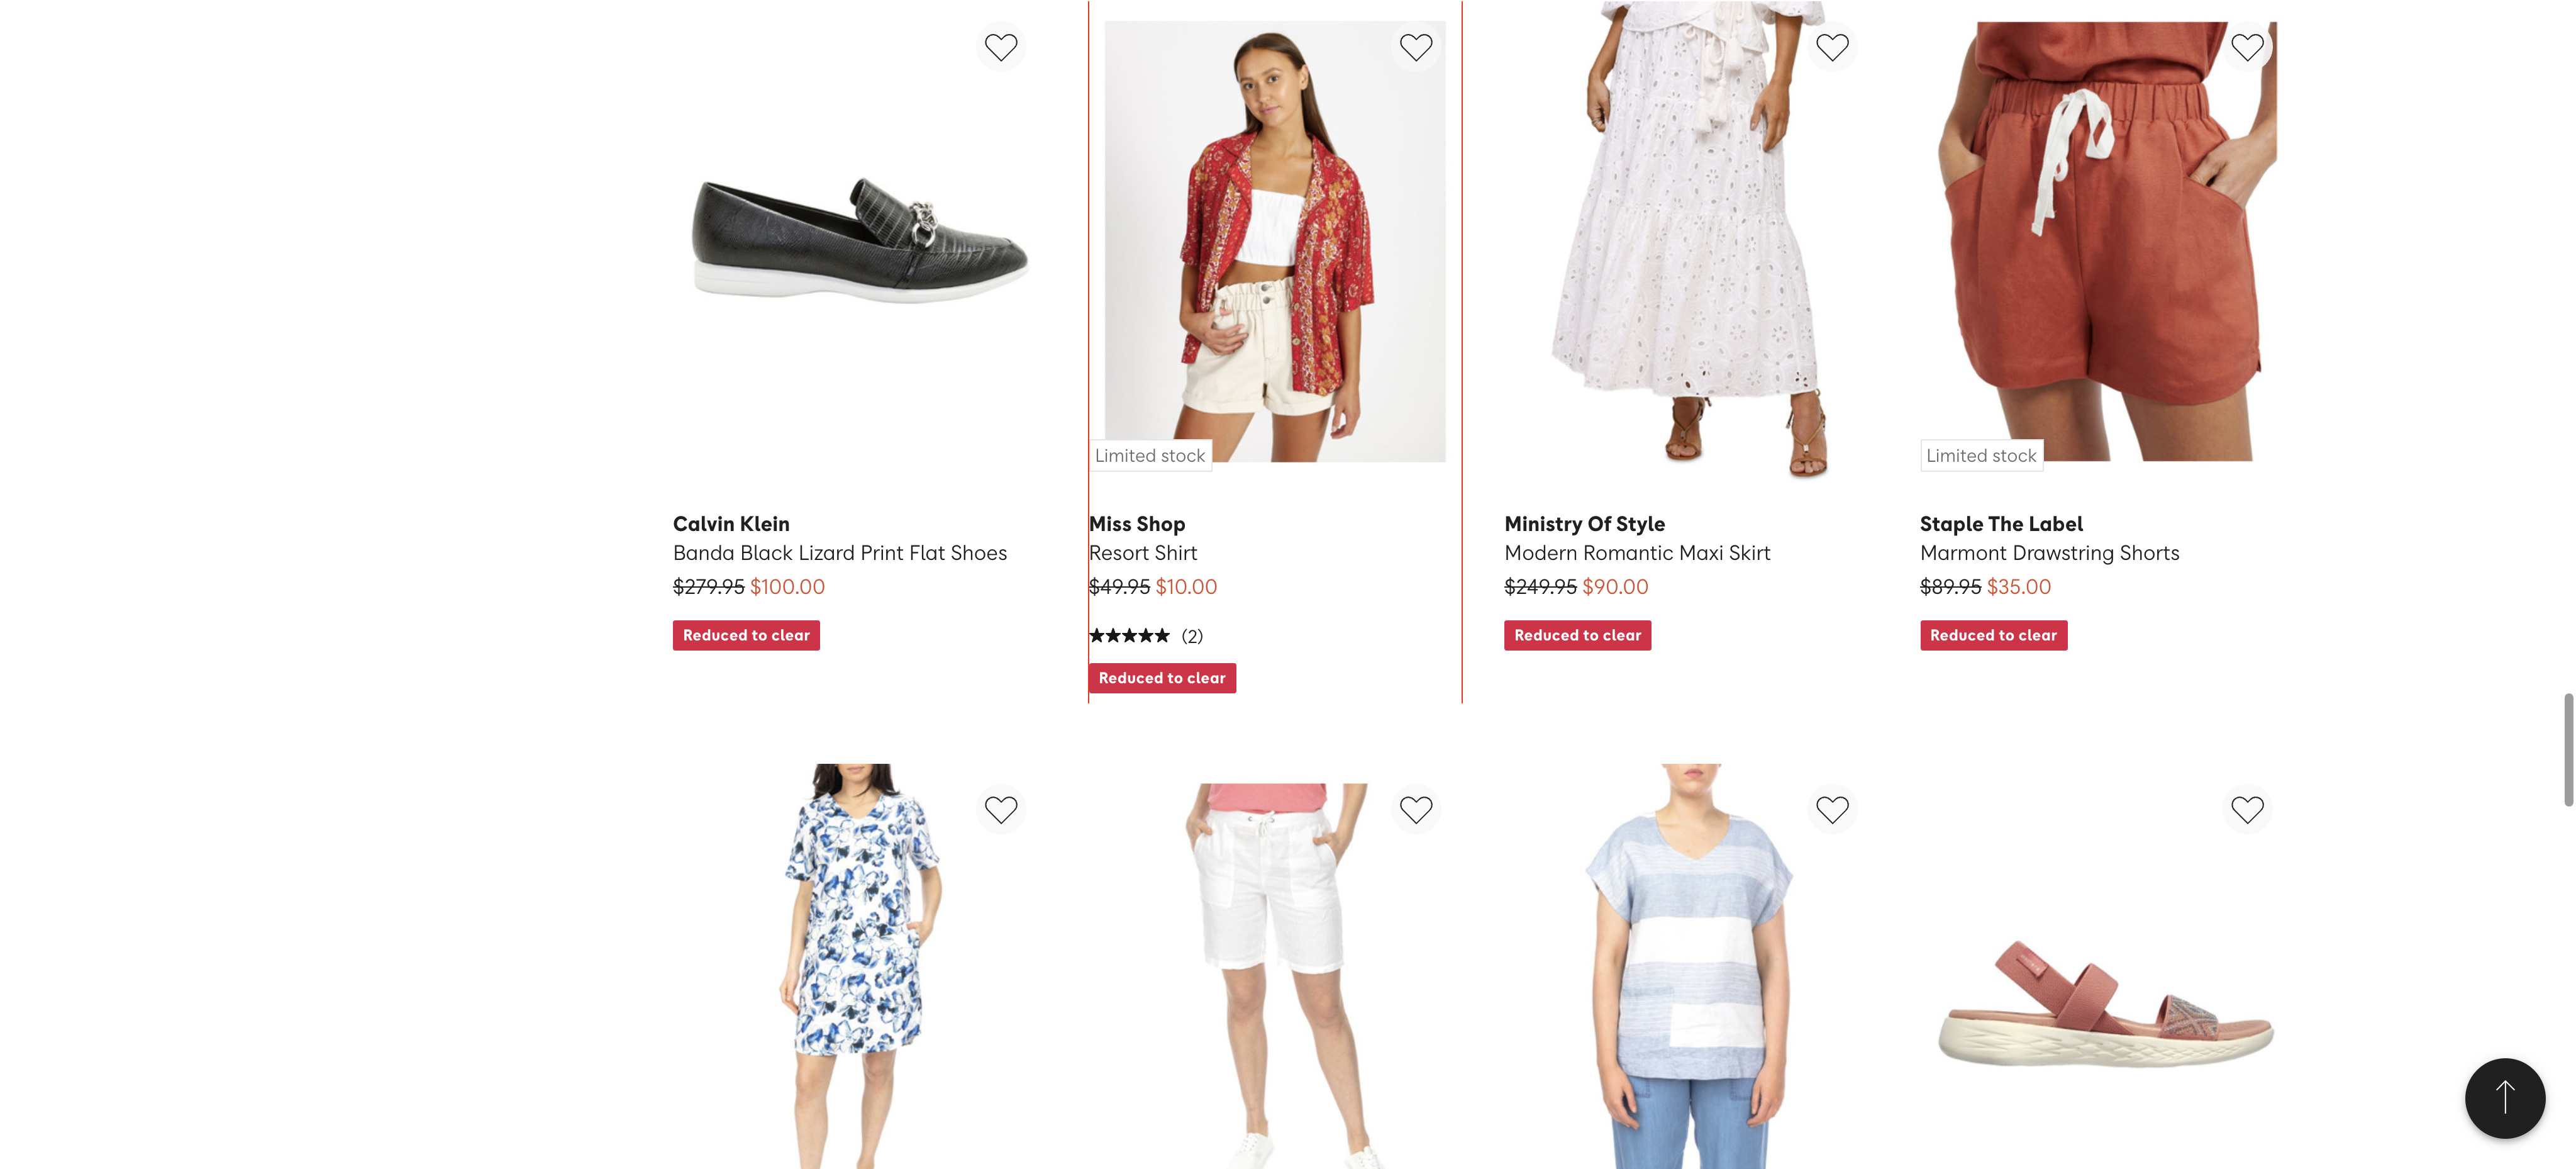 Limited stock
Limited stock
Calvin Klein
Banda Black Lizard Print Flat Shoes
$279.95 $100.00
Reduced to clear
Miss Shop
Resort Shirt
$49.95 $10.00
(2)
Reduced to clear
Ministry Of Style
Modern Romantic Maxi Skirt
$249.95 $90.00
Reduced to clear
Staple The Label
Marmont Drawstring Shorts
$89.95 $35.00
Reduced to clear